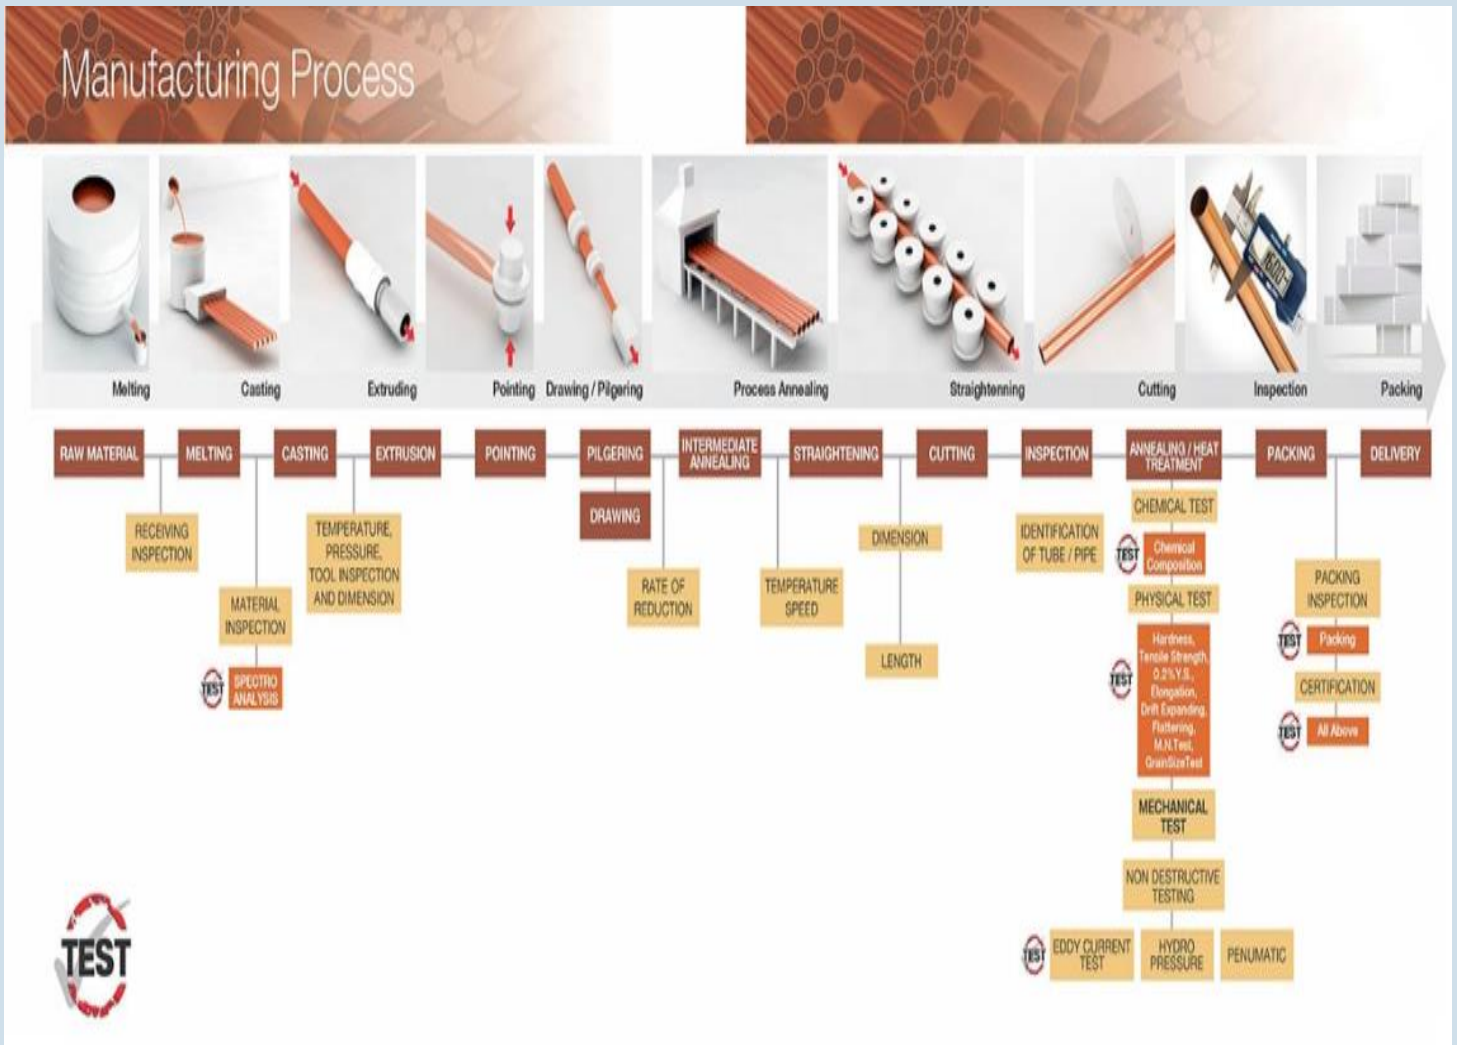 Manufacturing Process
16.00
Melting
Casting
Extruding
Pointing
Drawing / Pilgering
Process Annealing
Straightenning
Cutting
Inspection
Packing
RAW MATERIAL
MELTING
CASTING
EXTRUSION
POINTING
PILGERING
INTERMEDIATE
ANNEALING
STRAIGHTENING
CUTTING
INSPECTION
ANNEALING / HEAT
TREATMENT
PACKING
DELIVERY
RECEIVING
INSPECTION
MATERIAL
INSPECTION
TEST
SPECTRO
ANALYSIS
TEMPERATURE,
PRESSURE,
TOOL INSPECTION
AND DIMENSION
DRAWING
RATE OF
REDUCTION
TEMPERATURE
SPEED
DIMENSION
LENGTH
IDENTIFICATION
OF TUBE / PIPE
CHEMICAL TEST
TEST
Chemical
Composition
PHYSICAL TEST
TEST
Hardness,
Tensile Strength,
0.2% Y.S.,
Elongation,
Drift Expanding,
Flattering,
M.N.Test,
GrainSizeTest
MECHANICAL
TEST
NON DESTRUCTIVE
TESTING
TEST
EDDY CURRENT
TEST
HYDRO
PRESSURE
PENUMATIC
PACKING
INSPECTION
TEST
Packing
CERTIFICATION
TEST
All Above
TEST